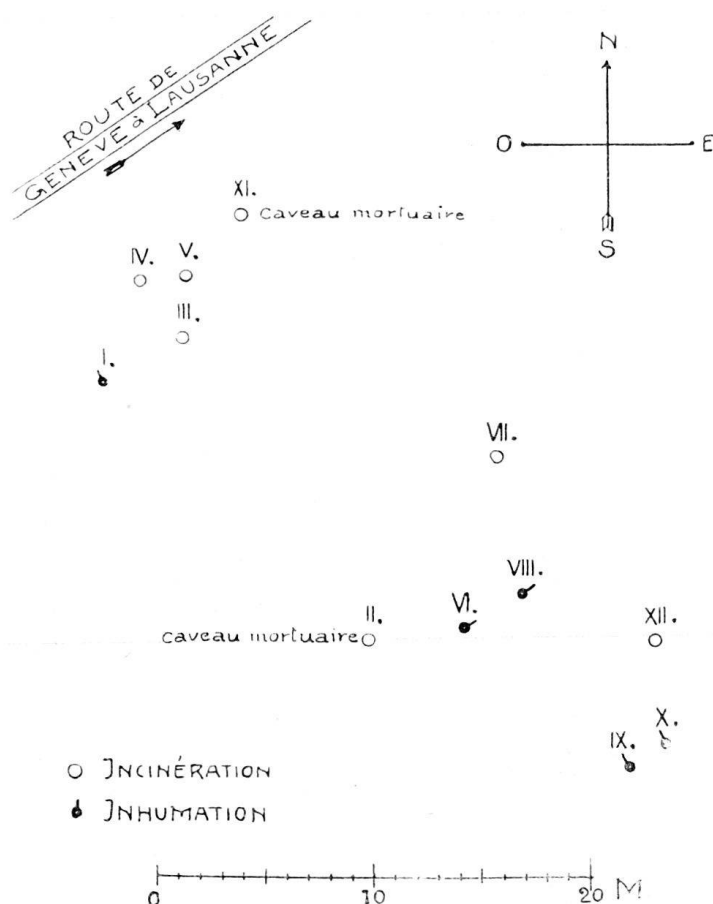 ROUTE DE
GENEVE à LAUSANNE
N
O
E
S
XI.
Caveau mortuaire
IV.
V.
III.
I.
VII.
VIII.
VI.
II.
caveau mortuaire
XII.
X.
IX.
INCINÉRATION
INHUMATION
0
10
20 M